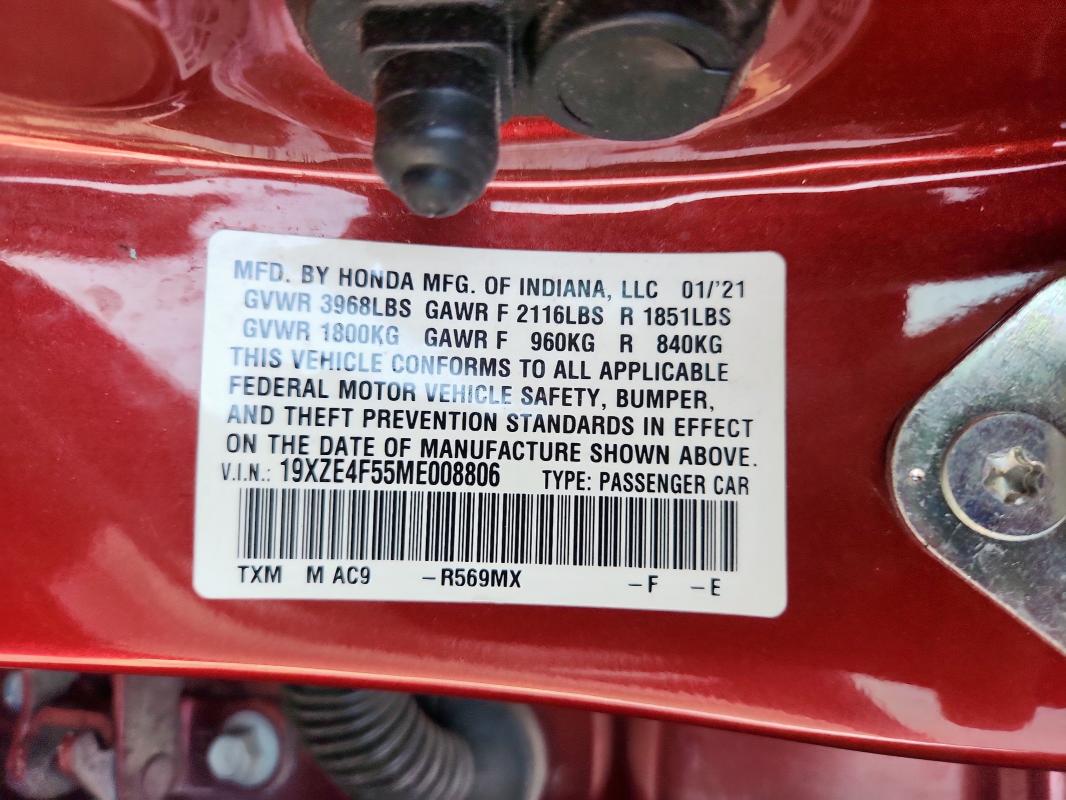 MFD. BY HONDA MFG. OF INDIANA, LLC 01/'21
GVWR 3968LBS GAWR F 2116LBS R 1851LBS
GVWR 1800KG GAWR F 960KG R 840KG
THIS VEHICLE CONFORMS TO ALL APPLICABLE
FEDERAL MOTOR VEHICLE SAFETY, BUMPER,
AND THEFT PREVENTION STANDARDS IN EFFECT
ON THE DATE OF MANUFACTURE SHOWN ABOVE.
V.I.N.: 19XZE4F55ME008806 TYPE: PASSENGER CAR
TXM M AC9 -R569MX -F -E